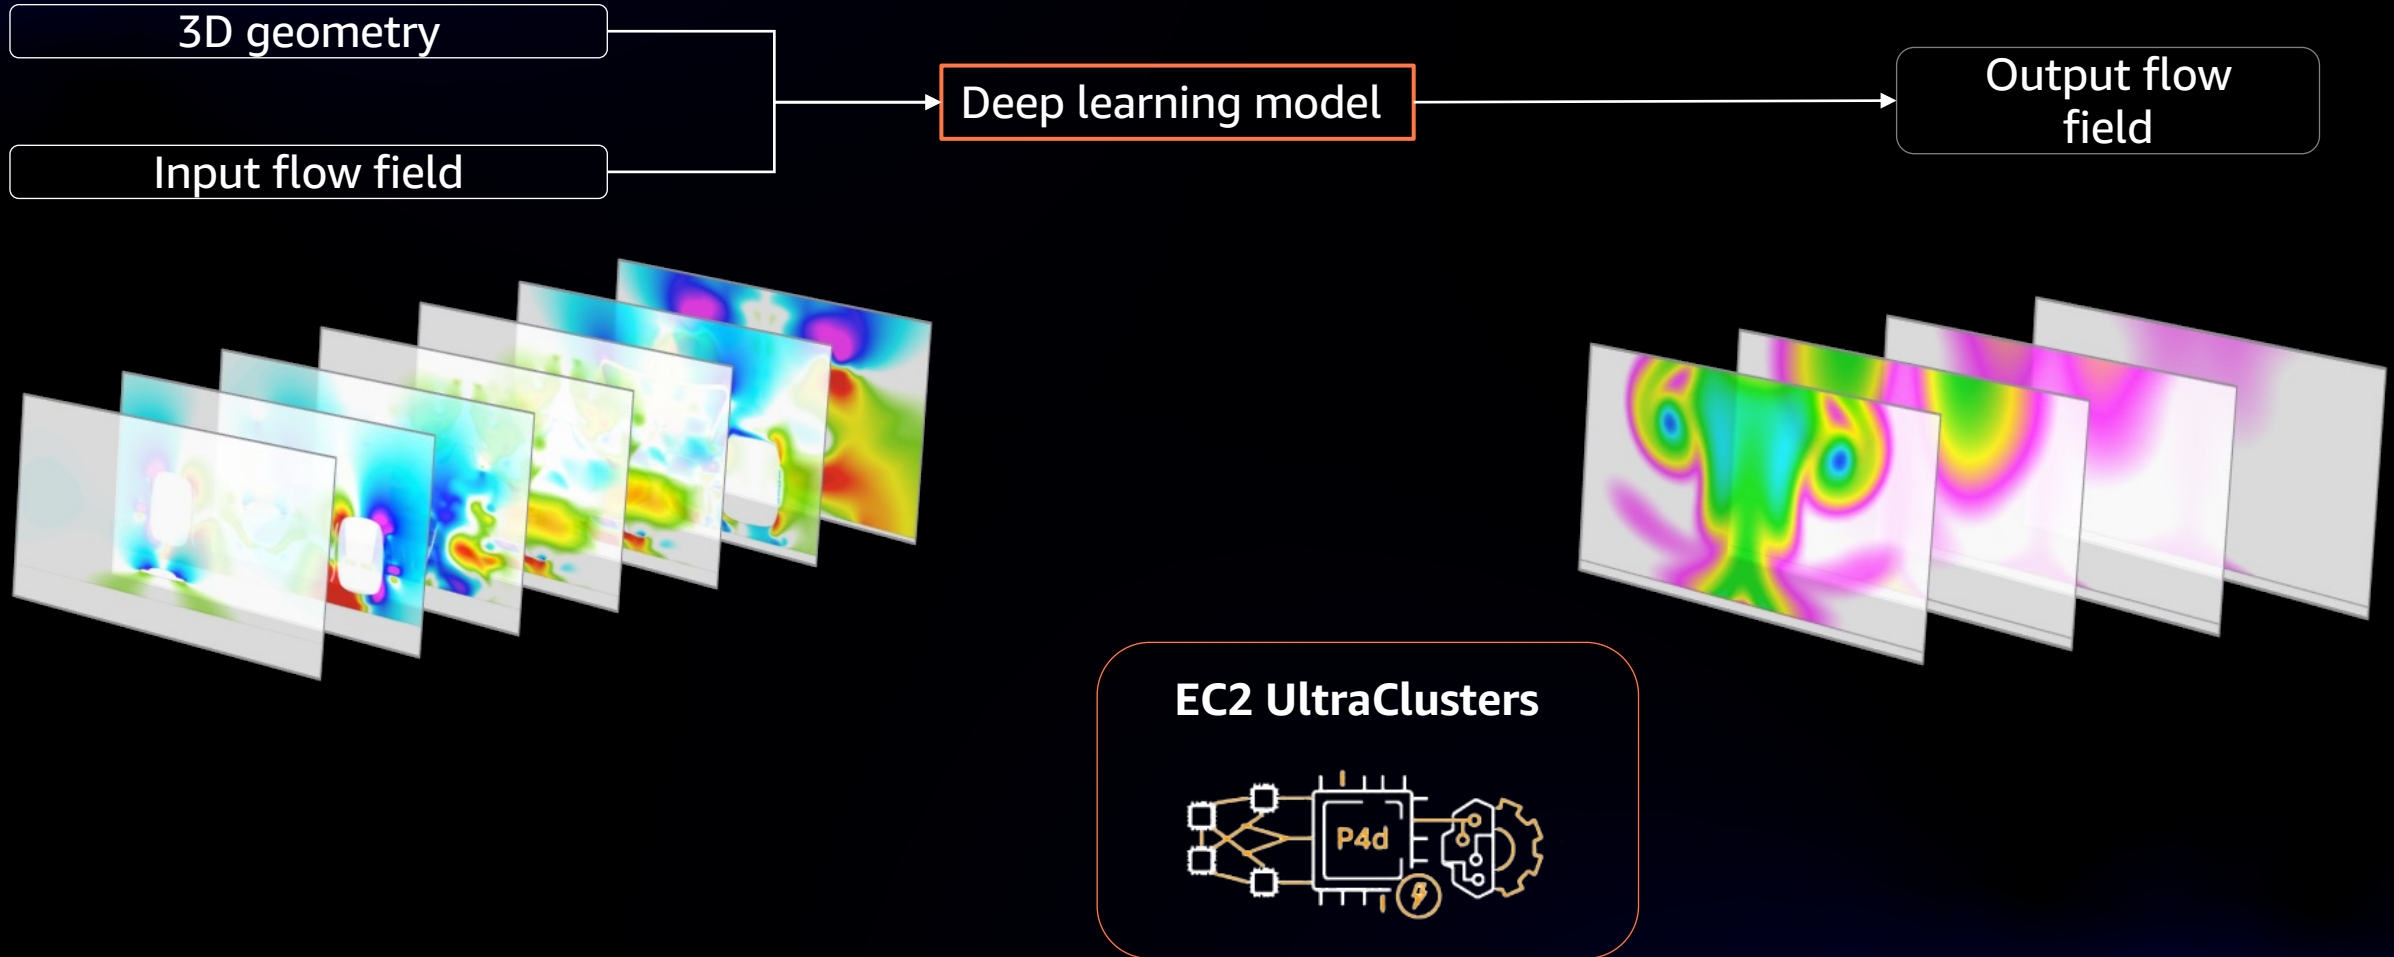 3D geometry
Input flow field
Deep learning model
Output flow
field
EC2 UltraClusters
P4d